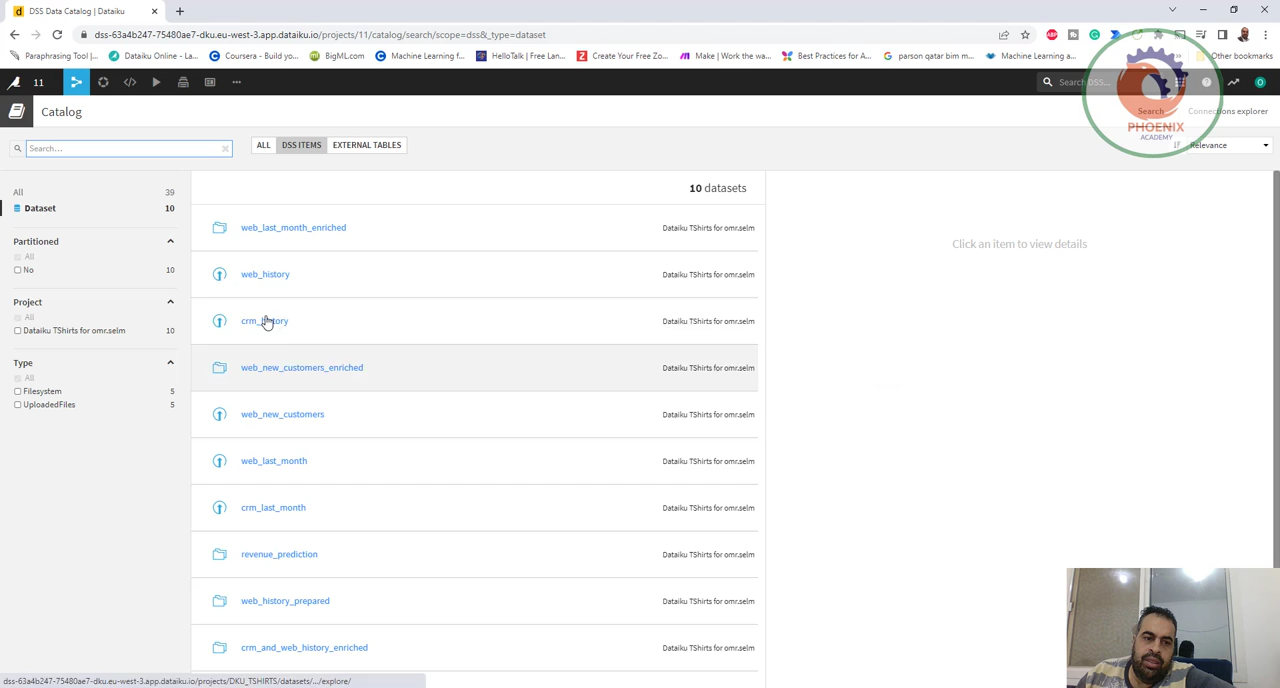 DSS Data Catalog | Dataiku
dss-63a4b247-75480ae7-dku.eu-west-3.app.dataiku.io/projects/11/catalog/search/scope=dss&_type=dataset
Paraphrasing Tool |... Dataiku Online - La... Coursera - Build yo... BigML.com Machine Learning f... HelloTalk | Free Lan... Create Your Free Zo... Make | Work the wa... Best Practices for A... parson qatar bim m... Machine Learning a... Other bookmarks
11 Search DSS...
Catalog Search Connections explorer
PHOENIX
ACADEMY
Search... ALL DSS ITEMS EXTERNAL TABLES Relevance
All 39
Dataset 10
Partitioned
All
No 10
Project
All
Dataiku TShirts for omr.selm 10
Type
All
Filesystem 5
UploadedFiles 5
10 datasets
web_last_month_enriched Dataiku TShirts for omr.selm
web_history Dataiku TShirts for omr.selm
crm_history Dataiku TShirts for omr.selm
web_new_customers_enriched Dataiku TShirts for omr.selm
web_new_customers Dataiku TShirts for omr.selm
web_last_month Dataiku TShirts for omr.selm
crm_last_month Dataiku TShirts for omr.selm
revenue_prediction Dataiku TShirts for omr.selm
web_history_prepared Dataiku TShirts for omr.selm
crm_and_web_history_enriched Dataiku TShirts for omr.selm
Click an item to view details
dss-63a4b247-75480ae7-dku.eu-west-3.app.dataiku.io/projects/DKU_TSHIRTS/datasets/.../explore/